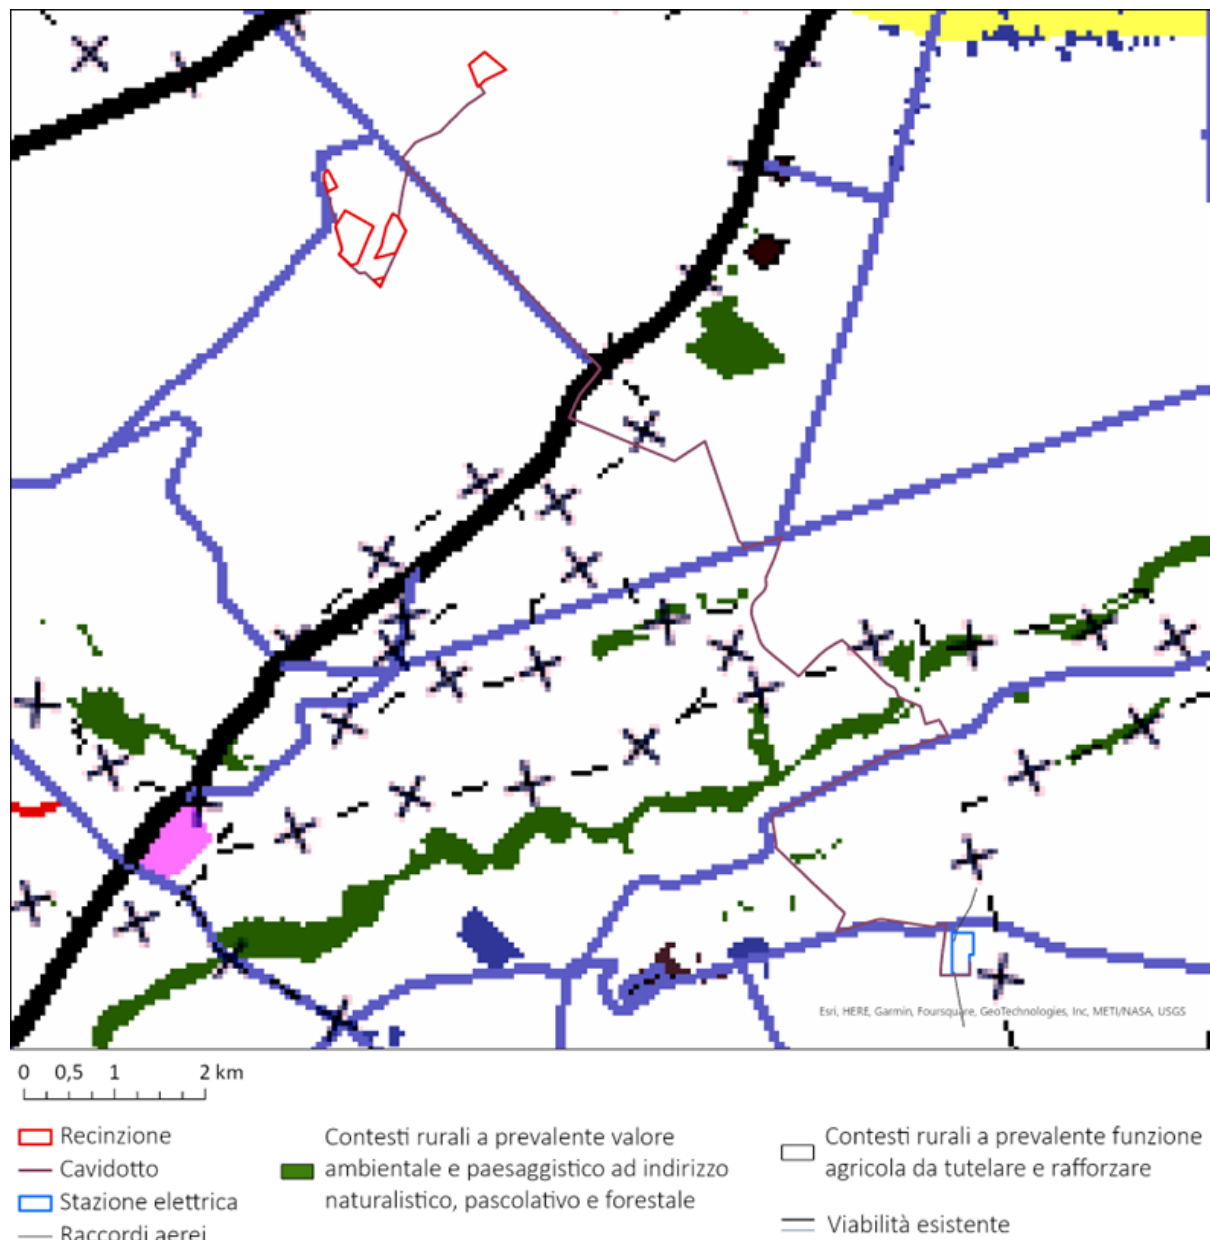 Esri, HERE, Garmin, Foursquare, GeoTechnologies, Inc, METI/NASA, USGS
0 0,5 1 2 km
Recinzione
Cavidotto
Stazione elettrica
Raccordi aerei
Contesti rurali a prevalente valore
ambientale e paesaggistico ad indirizzo
naturalistico, pascolativo e forestale
Contesti rurali a prevalente funzione
agricola da tutelare e rafforzare
Viabilità esistente